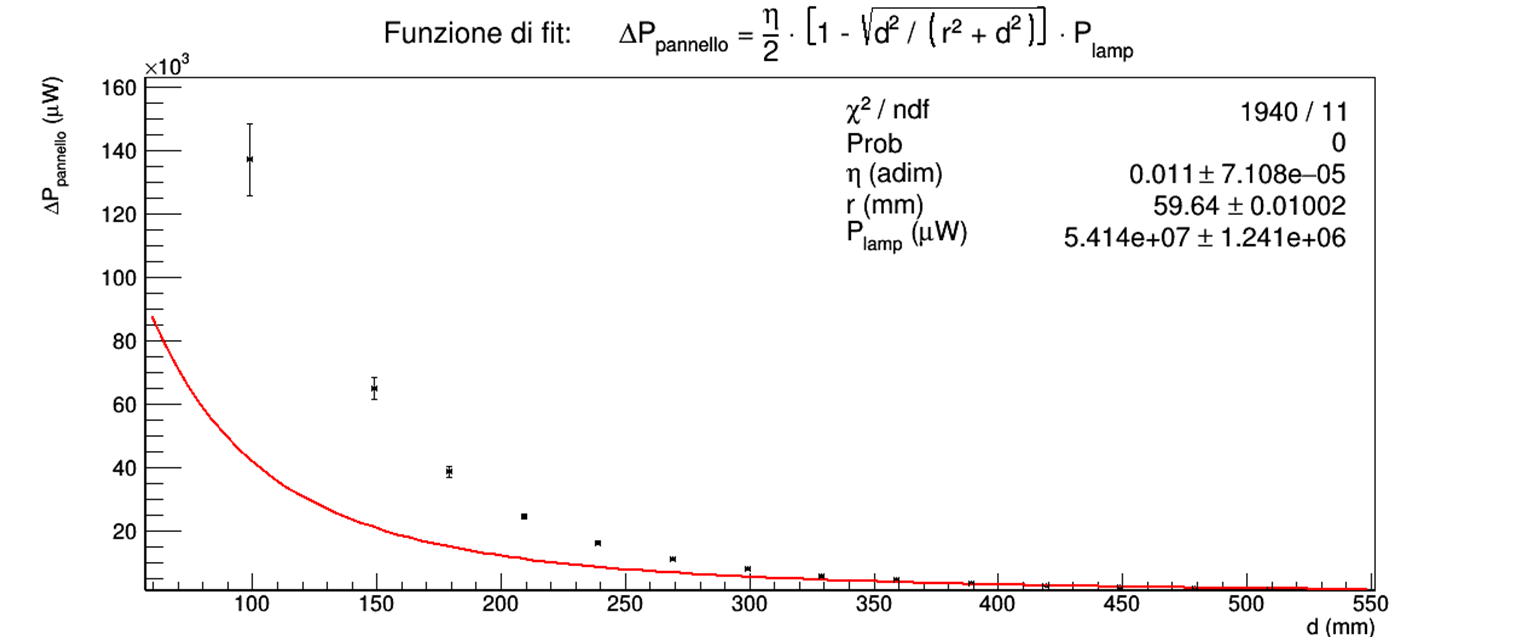 Funzione di fit: ΔP_pannello = η/2 · [1 - √d² / (r² + d²)] · P_lamp
×10³
ΔP_pannello (μW)
160
140
120
100
80
60
40
20
χ² / ndf 1940 / 11
Prob 0
η (adim) 0.011 ± 7.108e−05
r (mm) 59.64 ± 0.01002
P_lamp (μW) 5.414e+07 ± 1.241e+06
100 150 200 250 300 350 400 450 500 550
d (mm)